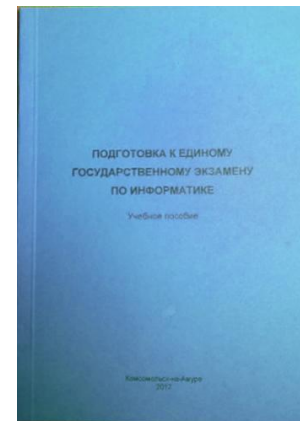 ПОДГОТОВКА К ЕДИНОМУ
ГОСУДАРСТВЕННОМУ ЭКЗАМЕНУ
ПО ИНФОРМАТИКЕ
Учебное пособие
Комсомольск-на-Амуре
2012